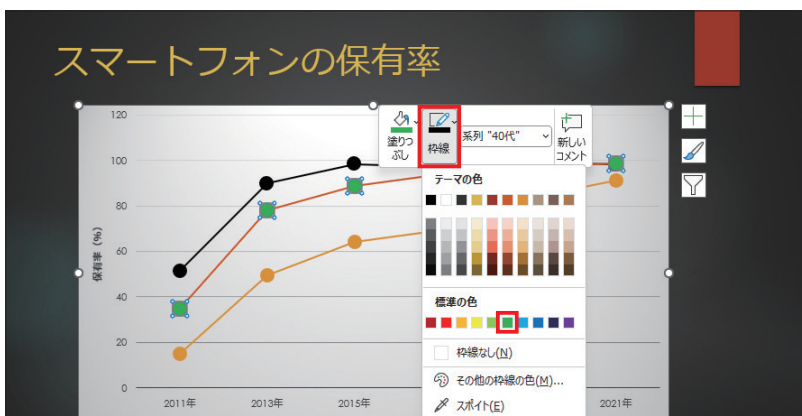 スマートフォンの保有率
120
100
80
60
40
20
0
保有率 (%)
2011年
2013年
2015年
2021年
塗りつ
ぶし
枠線
系列 "40代"
新しい
コメント
テーマの色
標準の色
枠線なし(N)
その他の枠線の色(M)...
スポイト(E)